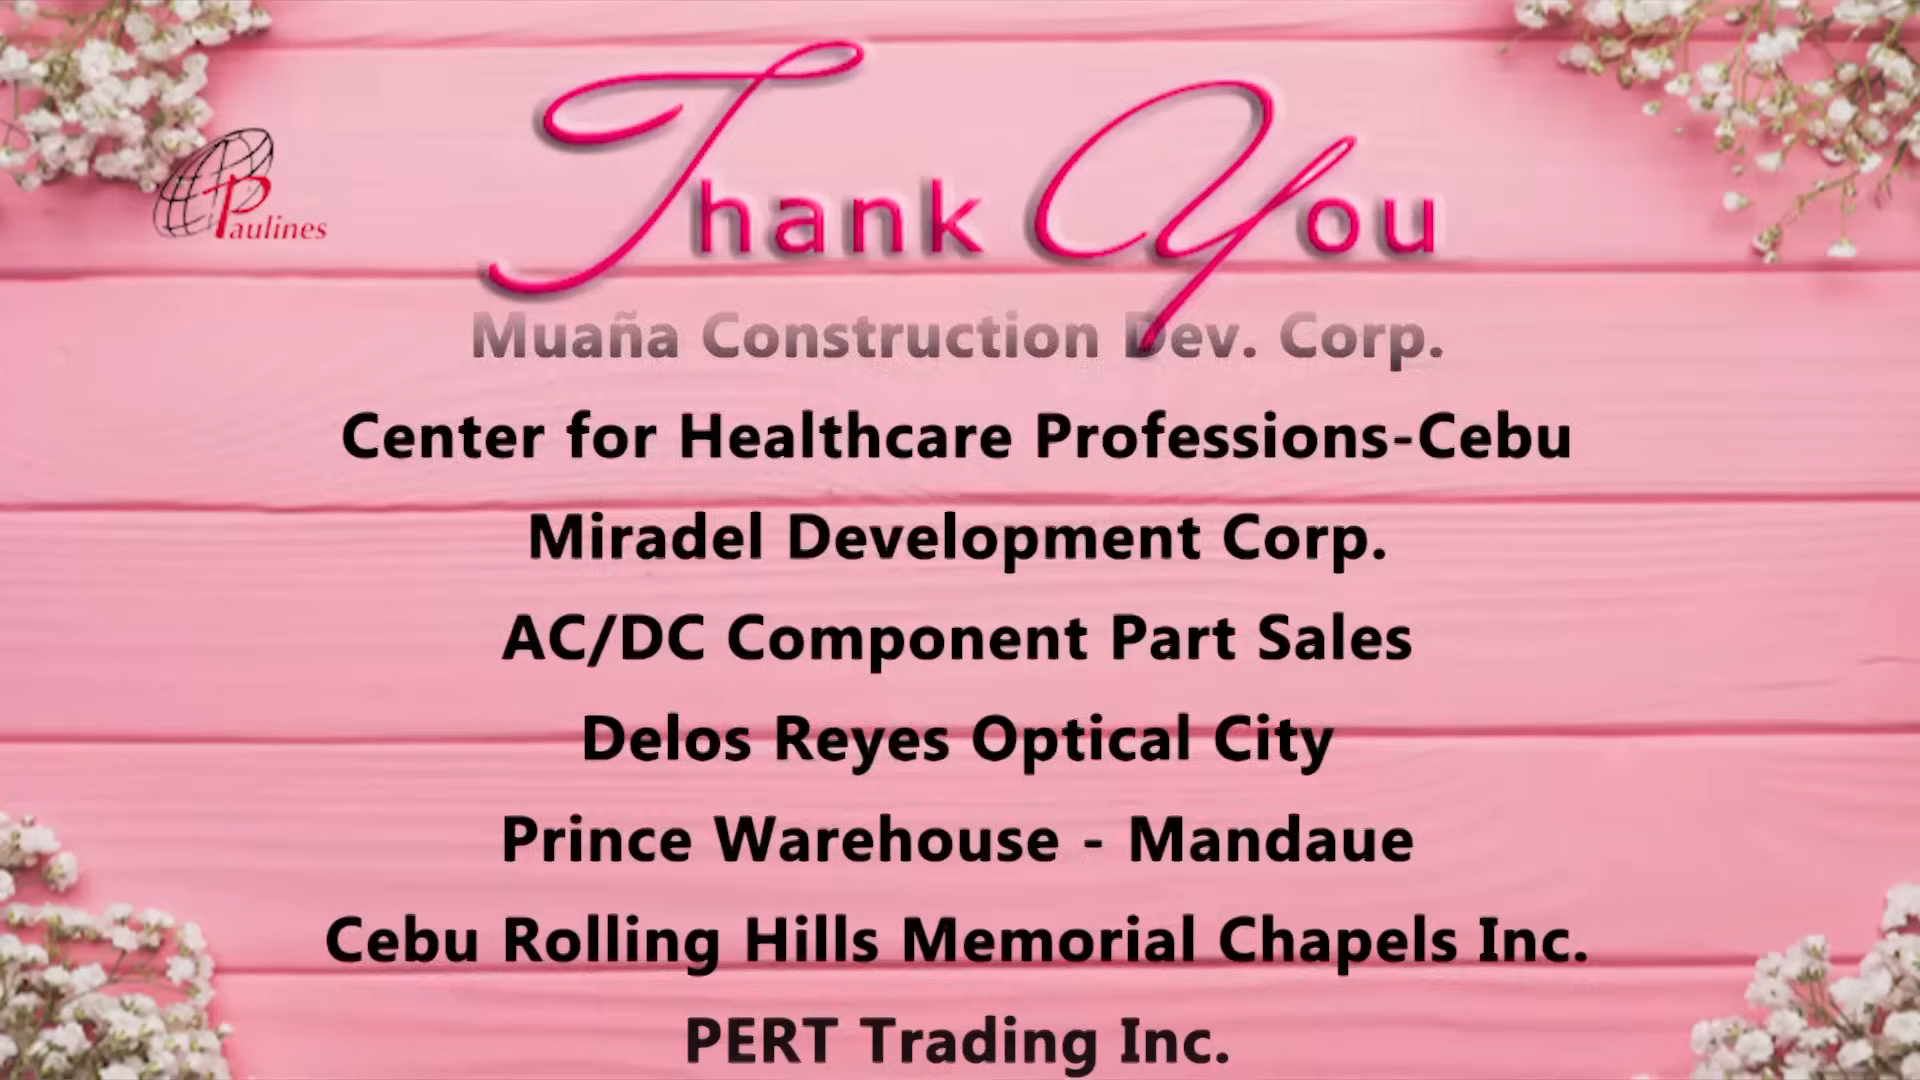 Thank You
Paulines
Muaña Construction Dev. Corp.
Center for Healthcare Professions-Cebu
Miradel Development Corp.
AC/DC Component Part Sales
Delos Reyes Optical City
Prince Warehouse - Mandaue
Cebu Rolling Hills Memorial Chapels Inc.
PERT Trading Inc.